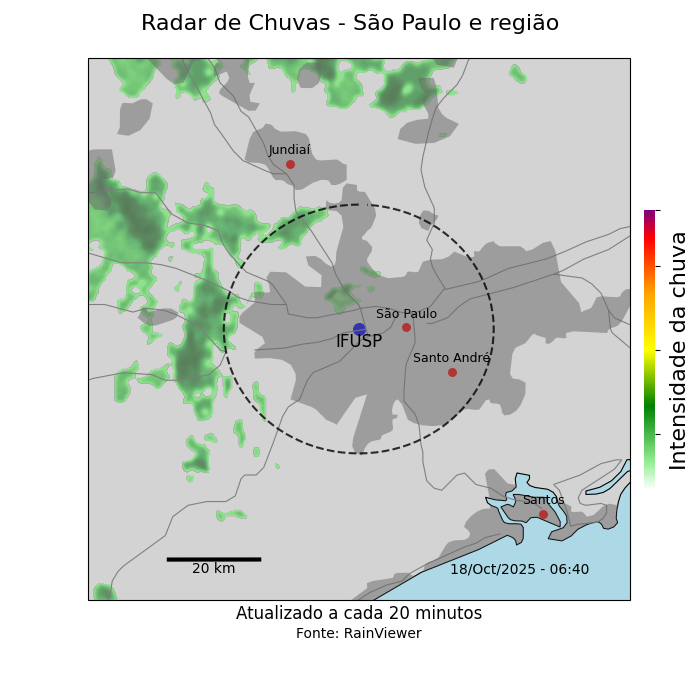 Radar de Chuvas - São Paulo e região
Jundiaí
São Paulo
IFUSP
Santo André
Santos
20 km
18/Oct/2025 - 06:40
Intensidade da chuva
Atualizado a cada 20 minutos
Fonte: RainViewer